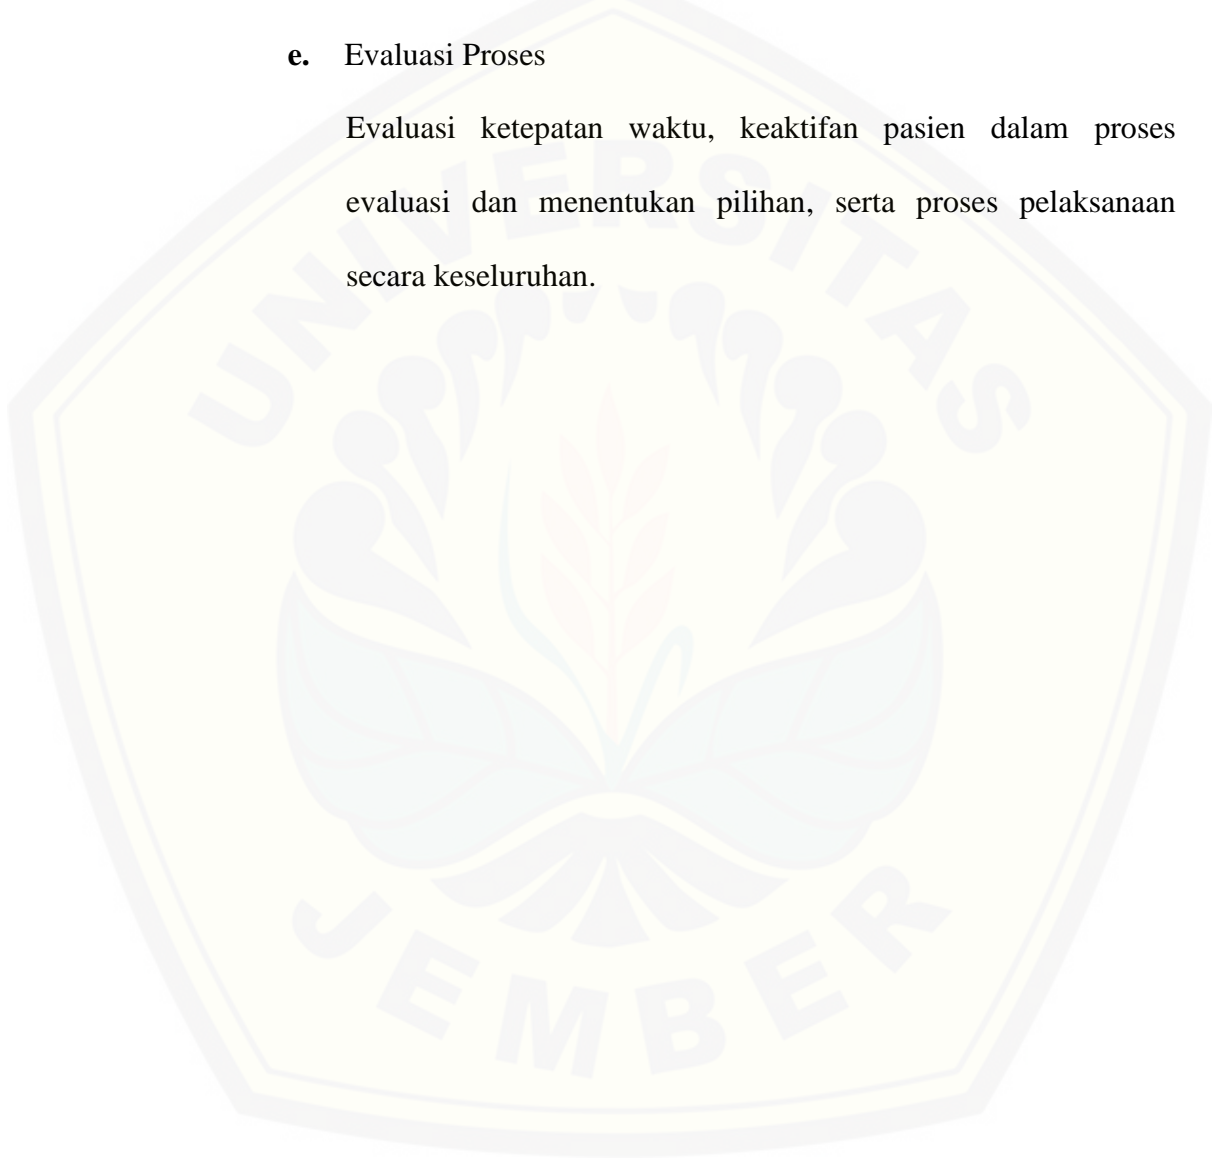 e. Evaluasi Proses
Evaluasi ketepatan waktu, keaktifan pasien dalam proses
evaluasi dan menentukan pilihan, serta proses pelaksanaan
secara keseluruhan.
UNIVERSITAS
JEMBER